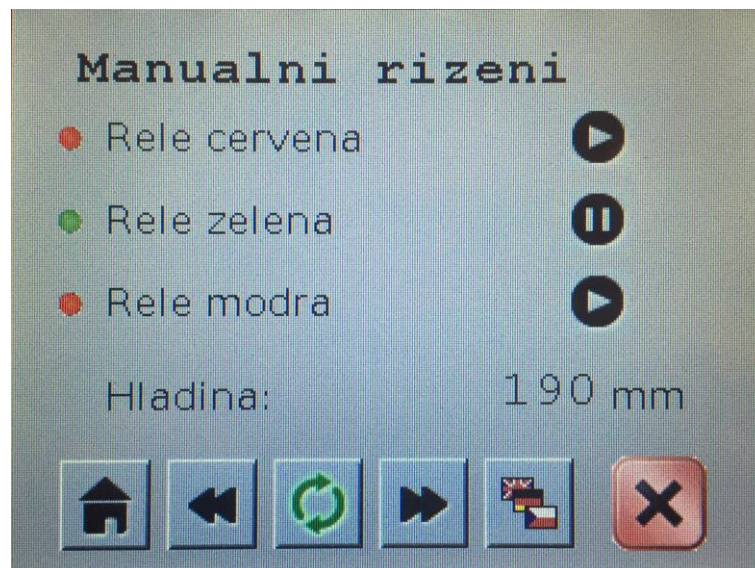 Manualni rizeni
Rele cervena
Rele zelena
Rele modra
Hladina: 190 mm